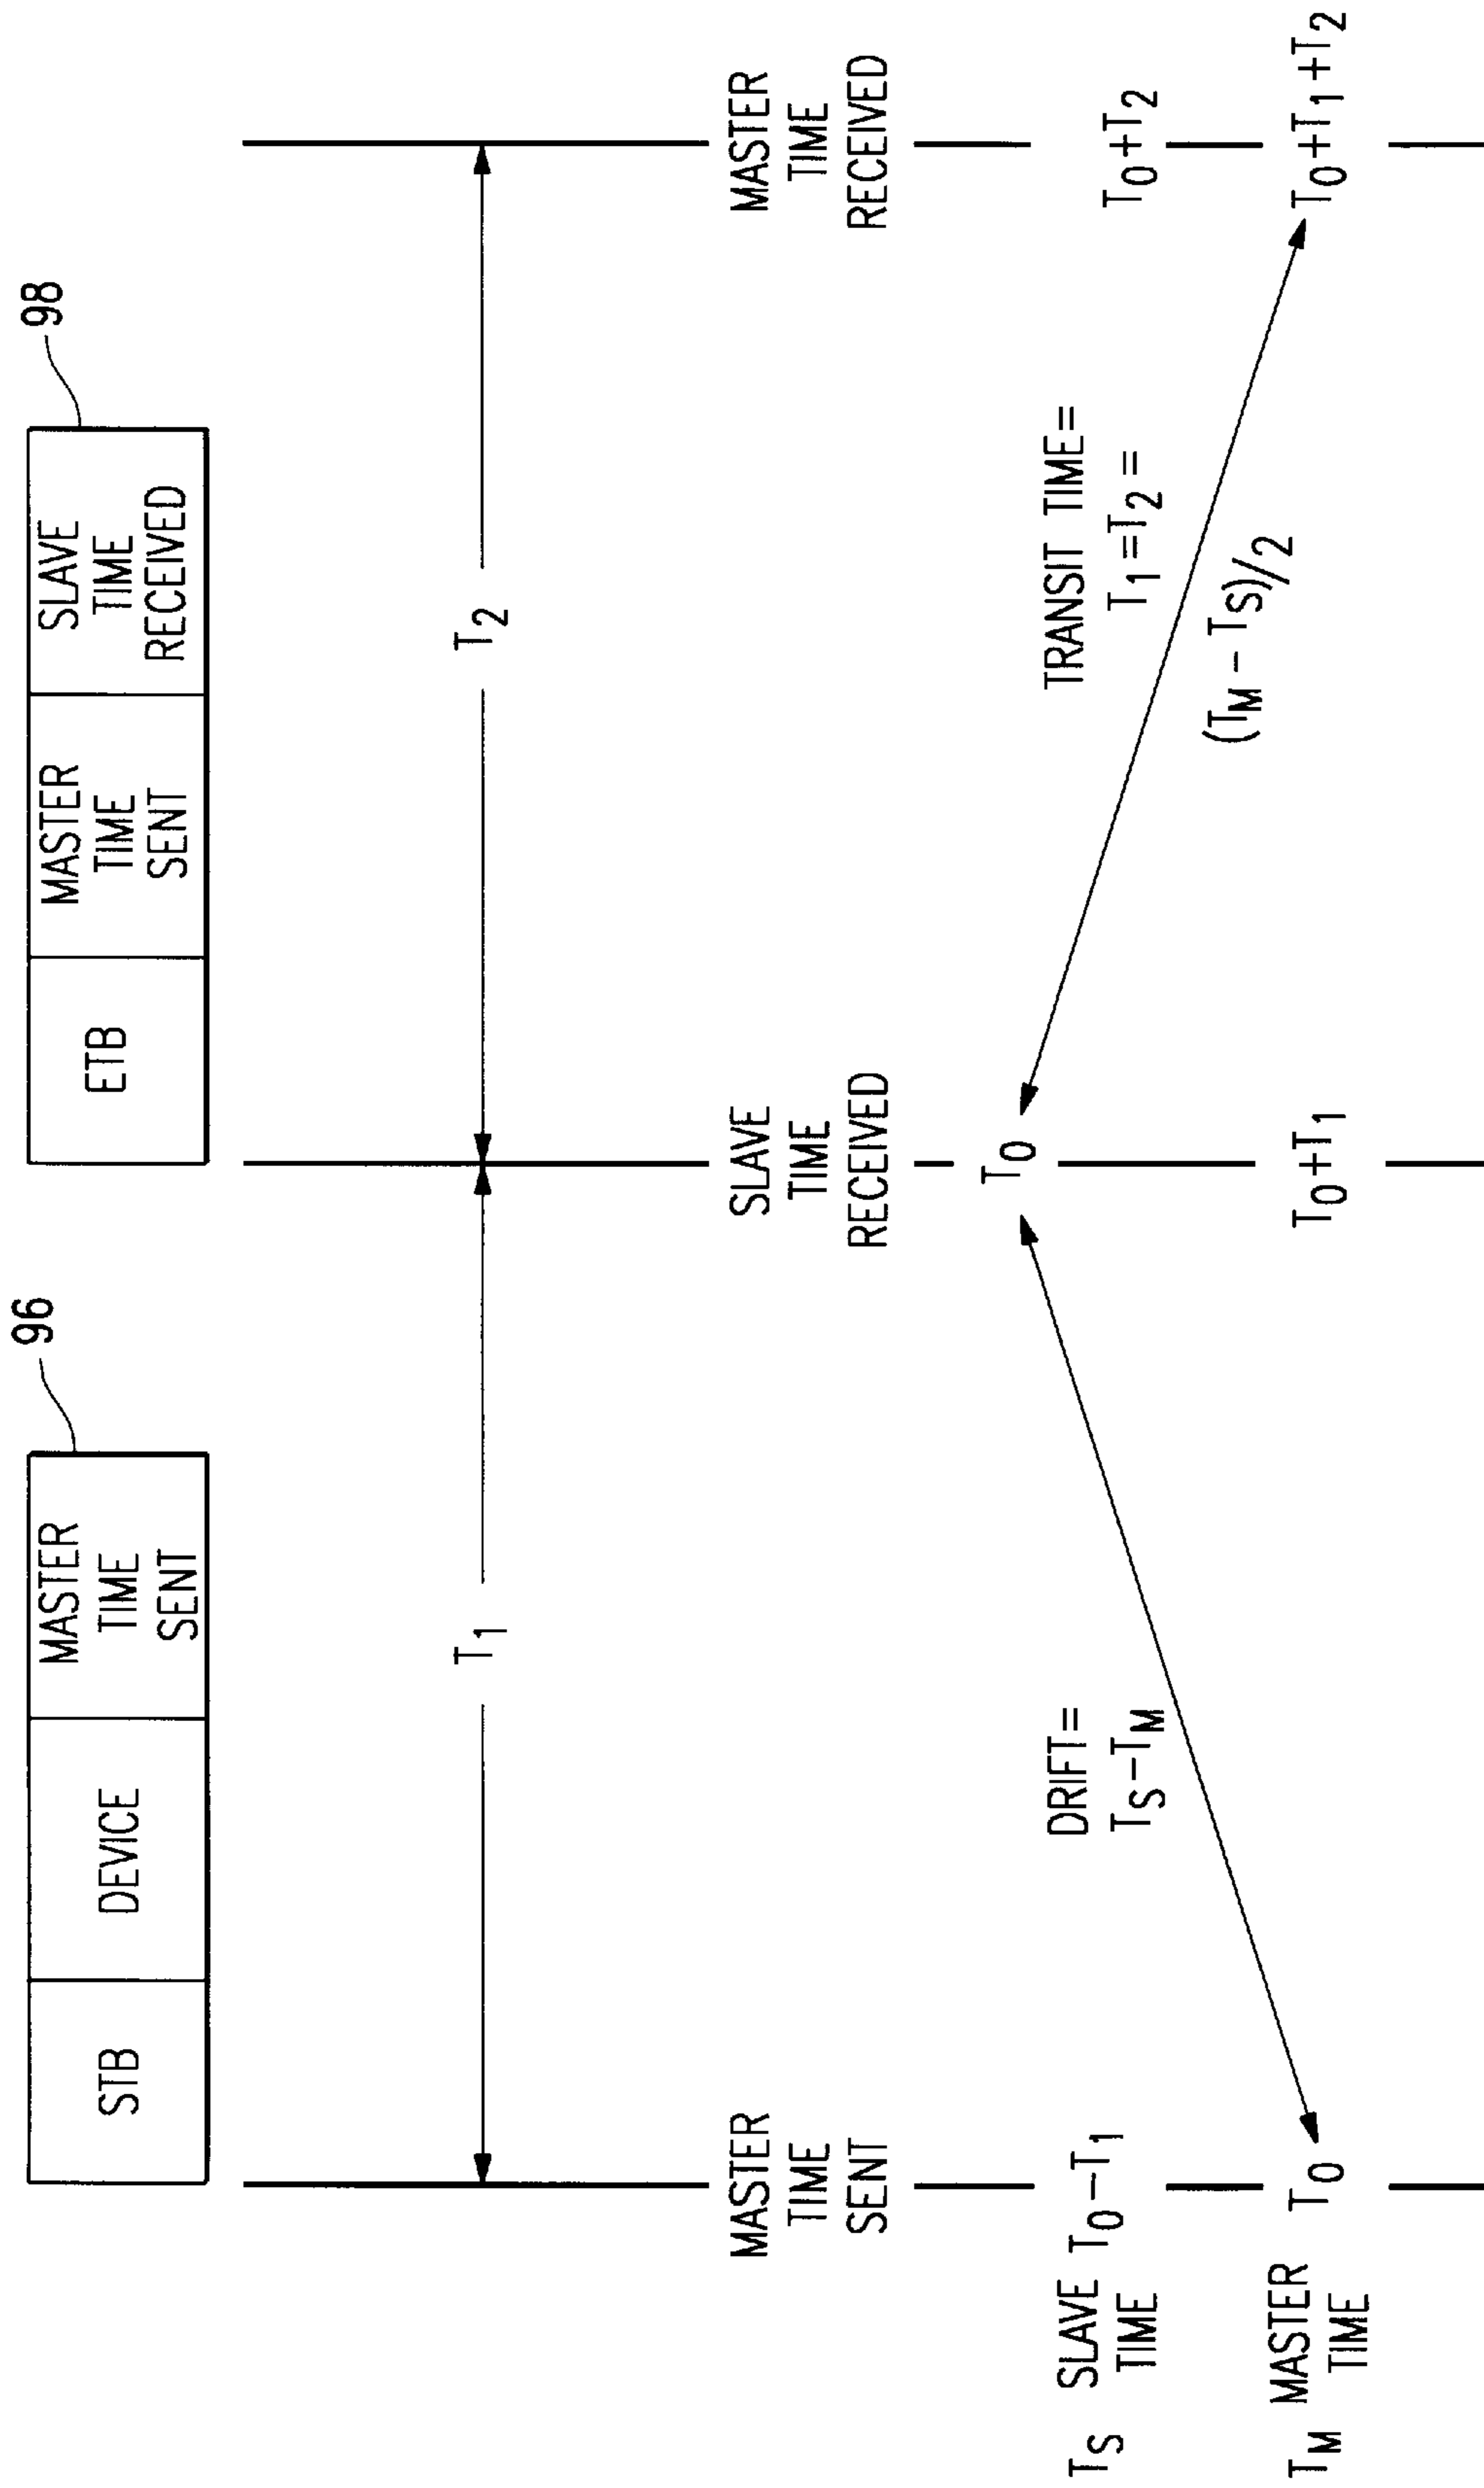 96
98
STB
DEVICE
MASTER
TIME
SENT
ETB
MASTER
TIME
SENT
SLAVE
TIME
RECEIVED
T1
T2
MASTER
TIME
SENT
SLAVE
TIME
RECEIVED
MASTER
TIME
RECEIVED
TS SLAVE
TIME
T0–T1
T0
T0+T2
DRIFT=
TS–TM
TRANSIT TIME=
T1=T2=
(TM – TS)/2
TM MASTER
TIME
T0
T0+T1
T0+T1+T2